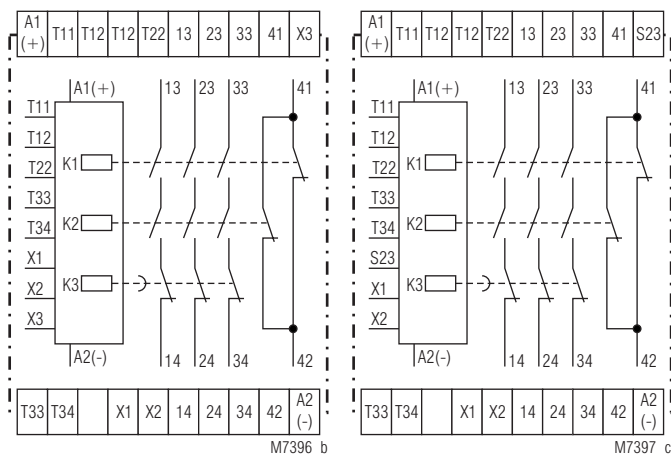 A1 (+) T11 T12 T12 T22 13 23 33 41 X3
A1(+) 13 23 33 41
T11
T12
T22 K1
T33
T34 K2
X1
X2 K3
X3
A2(-) 14 24 34 42
T33 T34 X1 X2 14 24 34 42 A2 (-)
M7396 b
A1 (+) T11 T12 T12 T22 13 23 33 41 S23
A1(+) 13 23 33 41
T11
T12
T22 K1
T33
T34 K2
S23
X1 K3
X2
A2(-) 14 24 34 42
T33 T34 X1 X2 14 24 34 42 A2 (-)
M7397 c